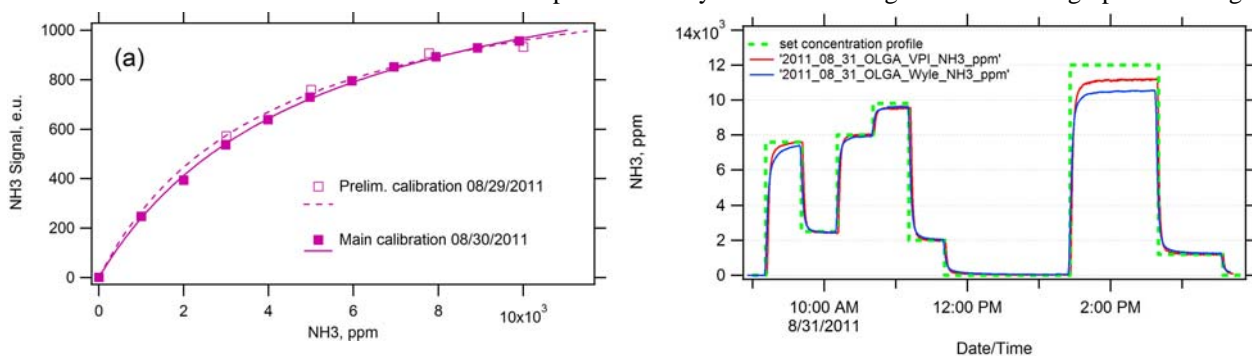 1000
800
600
400
200
0
NH3 Signal, e.u.
(a)
Prelim. calibration 08/29/2011
Main calibration 08/30/2011
0 2 4 6 8 10x10³
NH3, ppm
14x10³
12
10
8
6
4
2
0
NH3, ppm
set concentration profile
'2011_08_31_OLGA_VPI_NH3_ppm'
'2011_08_31_OLGA_Wyle_NH3_ppm'
10:00 AM 12:00 PM 2:00 PM
8/31/2011
Date/Time